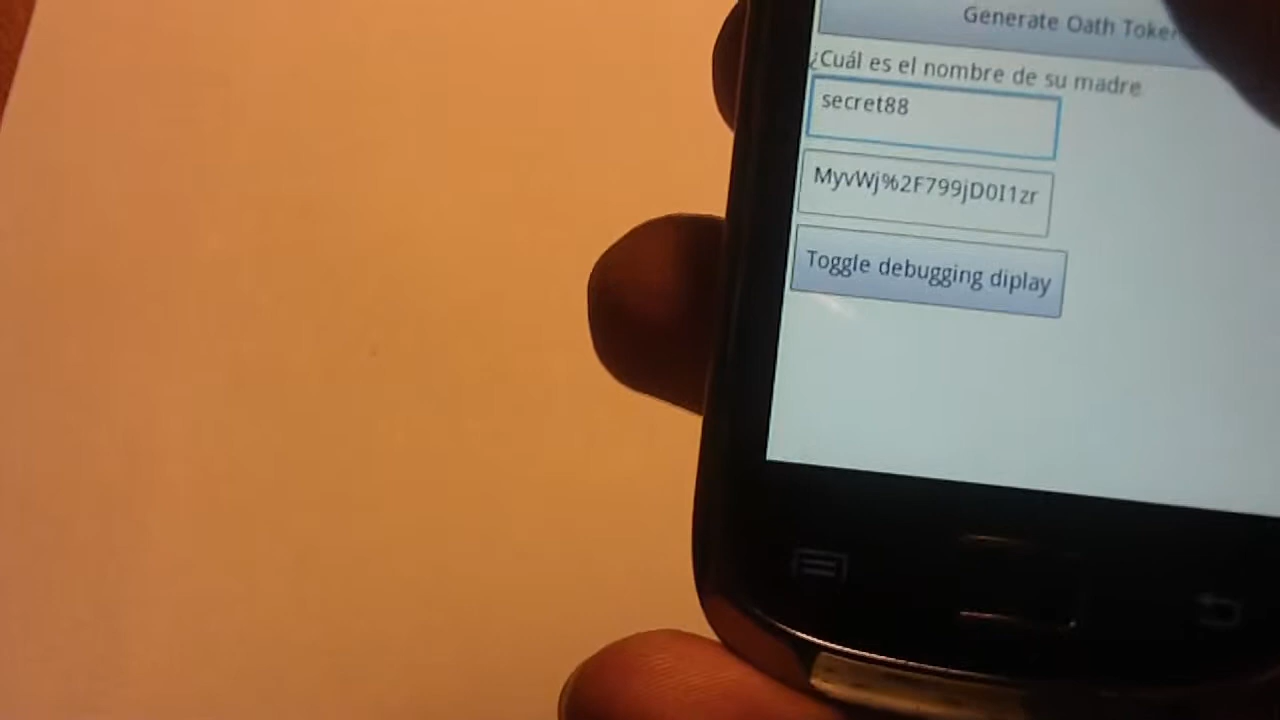 Generate Oath Token
¿Cuál es el nombre de su madre
secret88
MyvWj%2F799jD0I1zr
Toggle debugging diplay